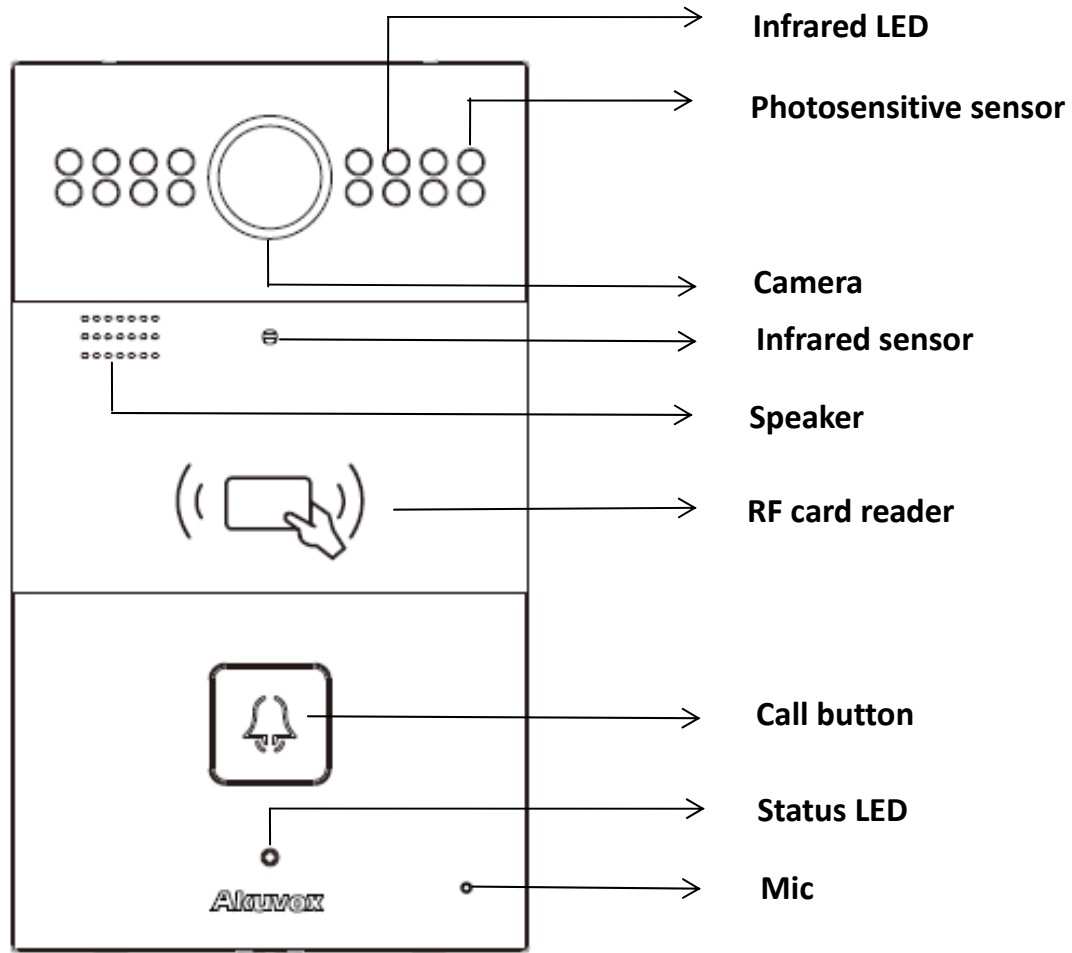 Infrared LED
Photosensitive sensor
Camera
Infrared sensor
Speaker
RF card reader
Call button
Status LED
Mic
Akuvox